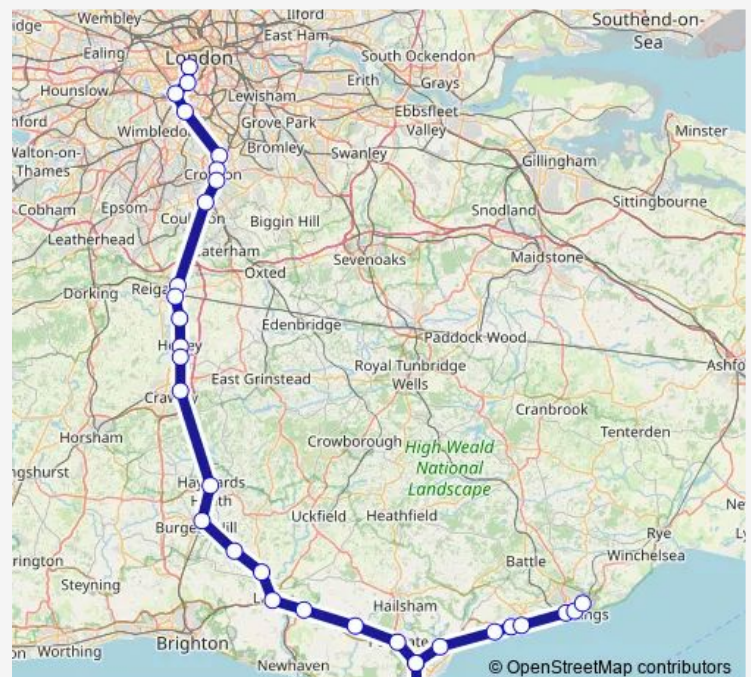 Wembley
Ilford
Southend-on-
Sea
Ealing
London
East Ham
South Ockendon
Erith
Grays
Hounslow
Lewisham
Ebbsfleet
Valley
Grove Park
Minster
Walton-on-
Thames
Bromley
Swanley
Gillingham
Cobham
Epsom
Biggin Hill
Snodland
Sittingbourne
Leatherhead
Oxted
Sevenoaks
Maidstone
Dorking
Edenbridge
Paddock Wood
Royal Tunbridge
Wells
East Grinstead
Cranbrook
Tenterden
Horsham
Crowborough
High Weald
National
Landscape
Uckfield
Heathfield
Rye
Winchelsea
Battle
Steyning
Hailsham
Brighton
Worthing
Newhaven
© OpenStreetMap contributors